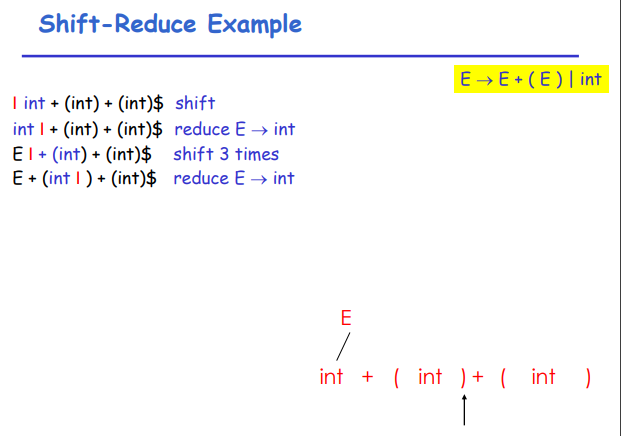 Shift-Reduce Example
E → E + ( E ) | int
I int + (int) + (int)$ shift
int I + (int) + (int)$ reduce E → int
E I + (int) + (int)$ shift 3 times
E + (int I ) + (int)$ reduce E → int
E
int + ( int ) + ( int )